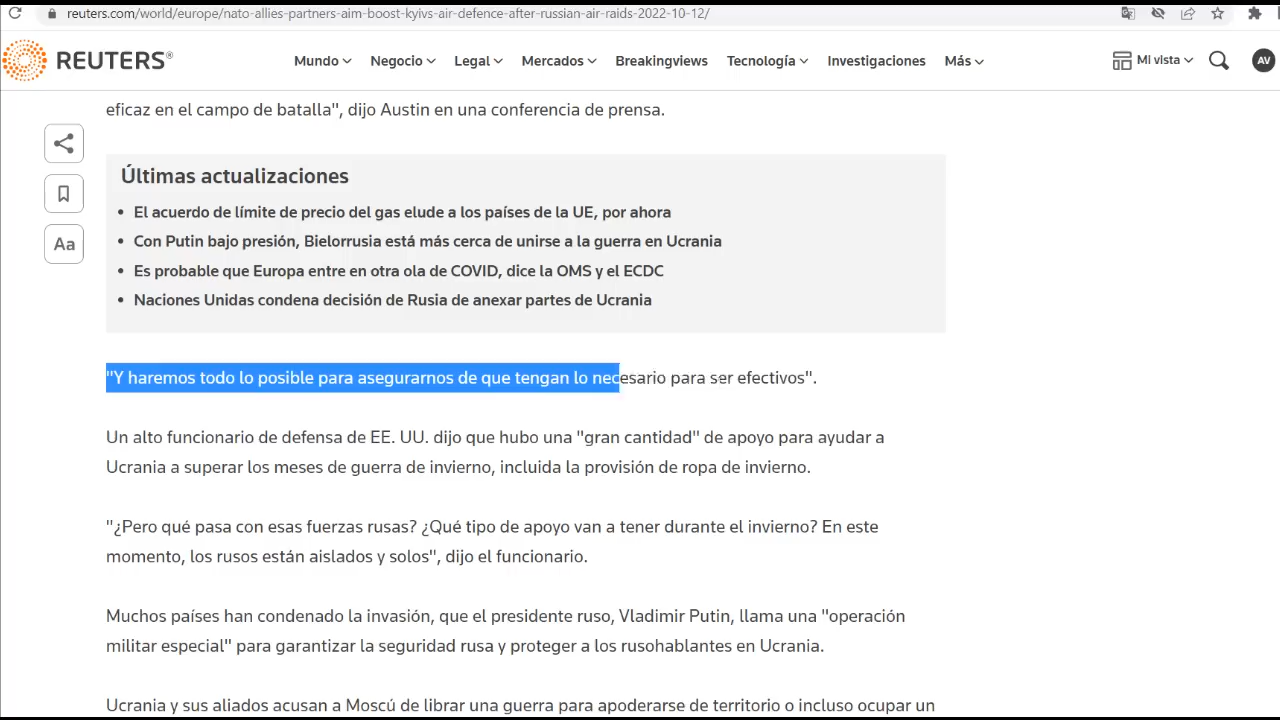 reuters.com/world/europe/nato-allies-partners-aim-boost-kyivs-air-defence-after-russian-air-raids-2022-10-12/
REUTERS®
Mundo
Negocio
Legal
Mercados
Breakingviews
Tecnología
Investigaciones
Más
Mi vista
AV
eficaz en el campo de batalla", dijo Austin en una conferencia de prensa.
Últimas actualizaciones
• El acuerdo de límite de precio del gas elude a los países de la UE, por ahora
• Con Putin bajo presión, Bielorrusia está más cerca de unirse a la guerra en Ucrania
• Es probable que Europa entre en otra ola de COVID, dice la OMS y el ECDC
• Naciones Unidas condena decisión de Rusia de anexar partes de Ucrania
Aa
"Y haremos todo lo posible para asegurarnos de que tengan lo necesario para ser efectivos".
Un alto funcionario de defensa de EE. UU. dijo que hubo una "gran cantidad" de apoyo para ayudar a
Ucrania a superar los meses de guerra de invierno, incluida la provisión de ropa de invierno.
"¿Pero qué pasa con esas fuerzas rusas? ¿Qué tipo de apoyo van a tener durante el invierno? En este
momento, los rusos están aislados y solos", dijo el funcionario.
Muchos países han condenado la invasión, que el presidente ruso, Vladimir Putin, llama una "operación
militar especial" para garantizar la seguridad rusa y proteger a los rusohablantes en Ucrania.
Ucrania y sus aliados acusan a Moscú de librar una guerra para apoderarse de territorio o incluso ocupar un